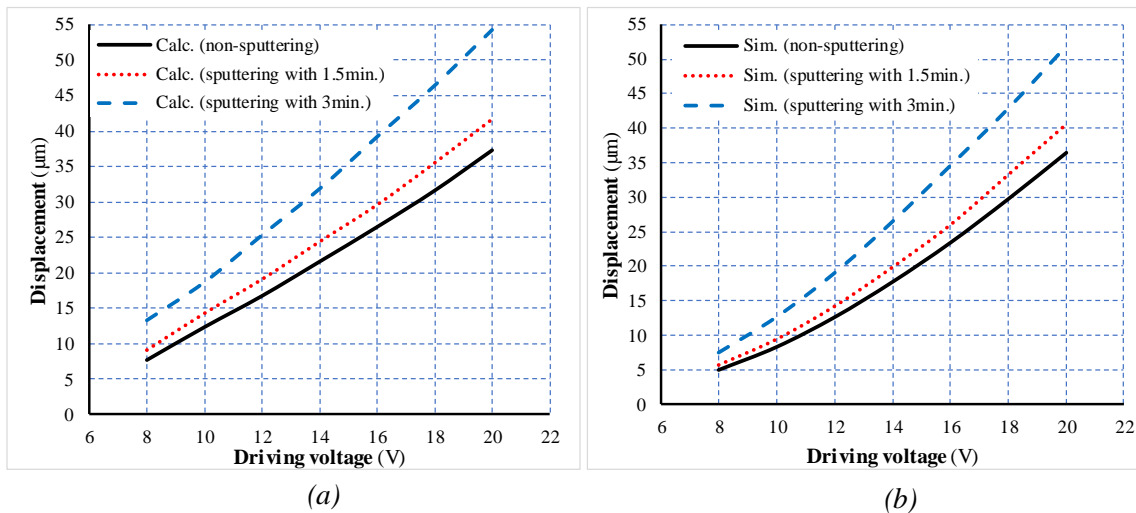 55
50
45
40
35
30
25
20
15
10
5
0
Displacement (μm)
Calc. (non-sputtering)
Calc. (sputtering with 1.5min.)
Calc. (sputtering with 3min.)
6 8 10 12 14 16 18 20 22
Driving voltage (V)
(a)
55
50
45
40
35
30
25
20
15
10
5
0
Displacement (μm)
Sim. (non-sputtering)
Sim. (sputtering with 1.5min.)
Sim. (sputtering with 3min.)
6 8 10 12 14 16 18 20 22
Driving voltage (V)
(b)